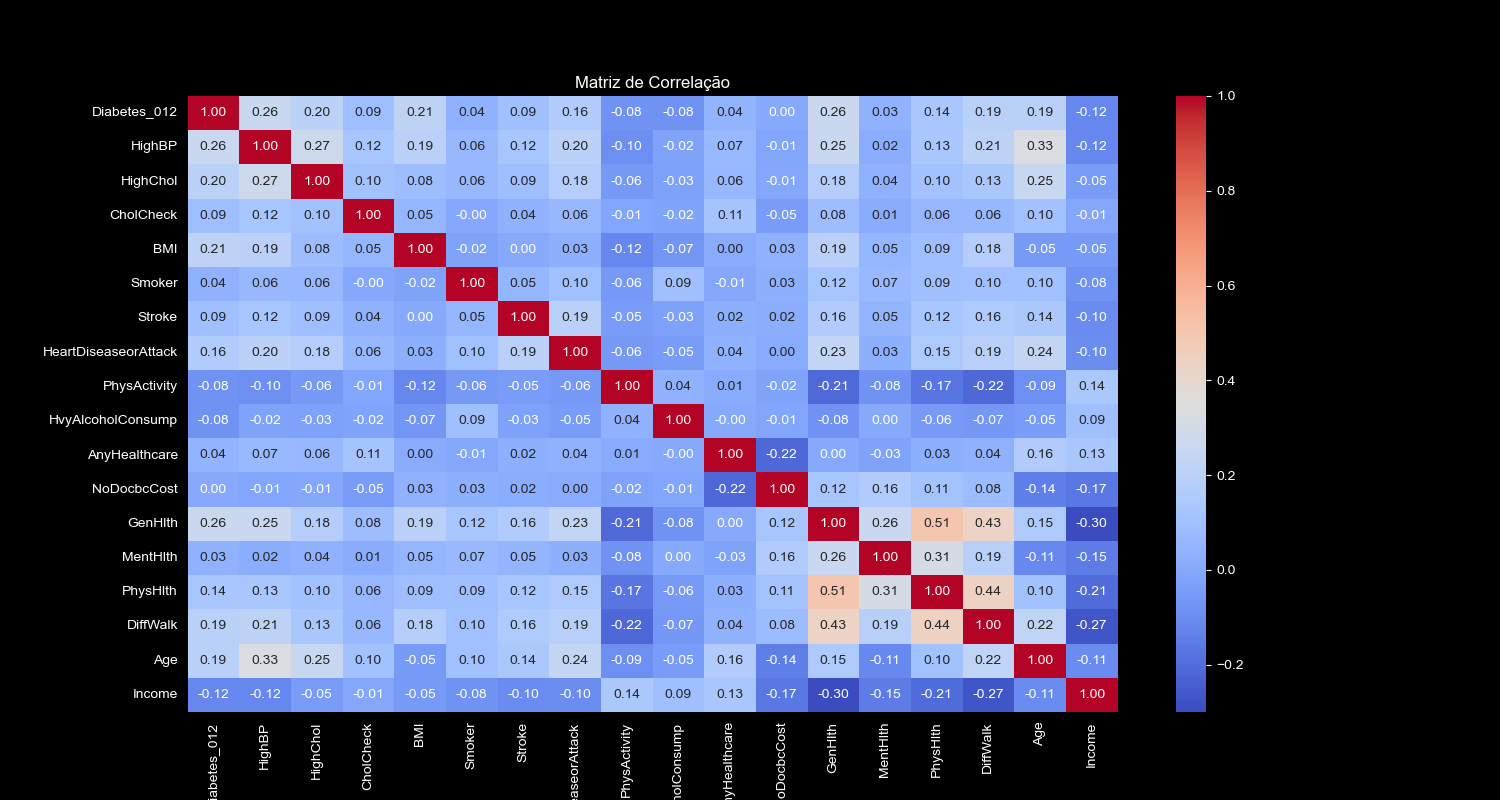 Matriz de Correlação
Diabetes_012 1.00 0.26 0.20 0.09 0.21 0.04 0.09 0.16 -0.08 -0.08 0.04 0.00 0.26 0.03 0.14 0.19 0.19 -0.12
HighBP 0.26 1.00 0.27 0.12 0.19 0.06 0.12 0.20 -0.10 -0.02 0.07 -0.01 0.25 0.02 0.13 0.21 0.33 -0.12
HighChol 0.20 0.27 1.00 0.10 0.08 0.06 0.09 0.18 -0.06 -0.03 0.06 -0.01 0.18 0.04 0.10 0.13 0.25 -0.05
CholCheck 0.09 0.12 0.10 1.00 0.05 -0.00 0.04 0.06 -0.01 -0.02 0.11 -0.05 0.08 0.01 0.06 0.06 0.10 -0.01
BMI 0.21 0.19 0.08 0.05 1.00 -0.02 0.00 0.03 -0.12 -0.07 0.00 0.03 0.19 0.05 0.09 0.18 -0.05 -0.05
Smoker 0.04 0.06 0.06 -0.00 -0.02 1.00 0.05 0.10 -0.06 0.09 -0.01 0.03 0.12 0.07 0.09 0.10 0.10 -0.08
Stroke 0.09 0.12 0.09 0.04 0.00 0.05 1.00 0.19 -0.05 -0.03 0.02 0.02 0.16 0.05 0.12 0.16 0.14 -0.10
HeartDiseaseorAttack 0.16 0.20 0.18 0.06 0.03 0.10 0.19 1.00 -0.06 -0.05 0.04 0.00 0.23 0.03 0.15 0.19 0.24 -0.10
PhysActivity -0.08 -0.10 -0.06 -0.01 -0.12 -0.06 -0.05 -0.06 1.00 0.04 0.01 -0.02 -0.21 -0.08 -0.17 -0.22 -0.09 0.14
HvyAlcoholConsump -0.08 -0.02 -0.03 -0.02 -0.07 0.09 -0.03 -0.05 0.04 1.00 -0.00 -0.01 -0.08 0.00 -0.06 -0.07 -0.05 0.09
AnyHealthcare 0.04 0.07 0.06 0.11 0.00 -0.01 0.02 0.04 0.01 -0.00 1.00 -0.22 0.00 -0.03 0.03 0.04 0.16 0.13
NoDocbcCost 0.00 -0.01 -0.01 -0.05 0.03 0.03 0.02 0.00 -0.02 -0.01 -0.22 1.00 0.12 0.16 0.11 0.08 -0.14 -0.17
GenHlth 0.26 0.25 0.18 0.08 0.19 0.12 0.16 0.23 -0.21 -0.08 0.00 0.12 1.00 0.26 0.51 0.43 0.15 -0.30
MentHlth 0.03 0.02 0.04 0.01 0.05 0.07 0.05 0.03 -0.08 0.00 -0.03 0.16 0.26 1.00 0.31 0.19 -0.11 -0.15
PhysHlth 0.14 0.13 0.10 0.06 0.09 0.09 0.12 0.15 -0.17 -0.06 0.03 0.11 0.51 0.31 1.00 0.44 0.10 -0.21
DiffWalk 0.19 0.21 0.13 0.06 0.18 0.10 0.16 0.19 -0.22 -0.07 0.04 0.08 0.43 0.19 0.44 1.00 0.22 -0.27
Age 0.19 0.33 0.25 0.10 -0.05 0.10 0.14 0.24 -0.09 -0.05 0.16 -0.14 0.15 -0.11 0.10 0.22 1.00 -0.11
Income -0.12 -0.12 -0.05 -0.01 -0.05 -0.08 -0.10 -0.10 0.14 0.09 0.13 -0.17 -0.30 -0.15 -0.21 -0.27 -0.11 1.00
iabetes_012
HighBP
HighChol
CholCheck
BMI
Smoker
Stroke
easeorAttack
PhysActivity
holConsump
nyHealthcare
oDocbcCost
GenHlth
MentHlth
PhysHlth
DiffWalk
Age
Income
1.0
0.8
0.6
0.4
0.2
0.0
−0.2